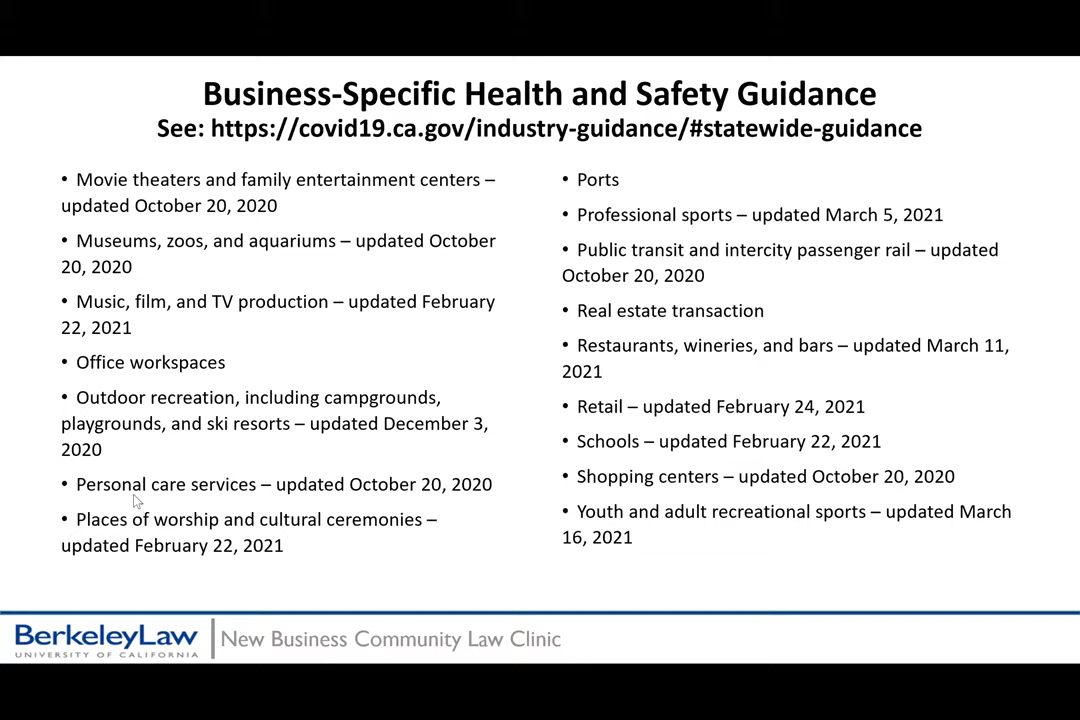 Business-Specific Health and Safety Guidance
See: https://covid19.ca.gov/industry-guidance/#statewide-guidance
• Movie theaters and family entertainment centers –
updated October 20, 2020
• Museums, zoos, and aquariums – updated October
20, 2020
• Music, film, and TV production – updated February
22, 2021
• Office workspaces
• Outdoor recreation, including campgrounds,
playgrounds, and ski resorts – updated December 3,
2020
• Personal care services – updated October 20, 2020
• Places of worship and cultural ceremonies –
updated February 22, 2021
• Ports
• Professional sports – updated March 5, 2021
• Public transit and intercity passenger rail – updated
October 20, 2020
• Real estate transaction
• Restaurants, wineries, and bars – updated March 11,
2021
• Retail – updated February 24, 2021
• Schools – updated February 22, 2021
• Shopping centers – updated October 20, 2020
• Youth and adult recreational sports – updated March
16, 2021
BerkeleyLaw
UNIVERSITY OF CALIFORNIA
New Business Community Law Clinic